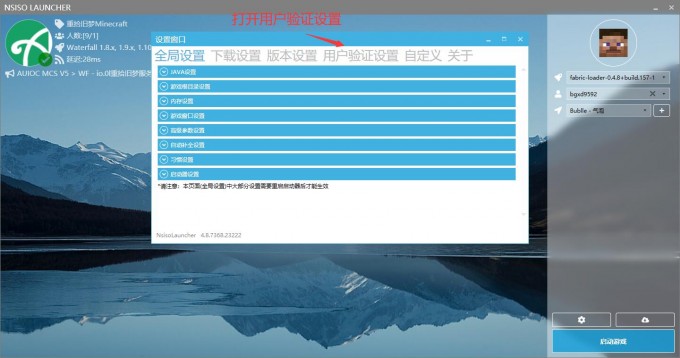 NSISO LAUNCHER
打开用户验证设置
重拾旧梦Minecraft
人数:[9/1]
Waterfall 1.8.x, 1.9.x, 1.10
延迟:28ms
AUIOC MCS V5 > WF - io.0l重拾旧梦服务
设置窗口
全局设置 下载设置 版本设置 用户验证设置 自定义 关于
JAVA设置
游戏根目录设置
内存设置
游戏窗口设置
高级参数设置
自动补全设置
习惯设置
启动器设置
*请注意：本页面(全局设置)中大部分设置需要重启启动器后才能生效
NsisoLauncher 4.8.7368.23222
fabric-loader-0.4.8+build.157-1
bgxd9592
Bublle - 气泡
启动游戏